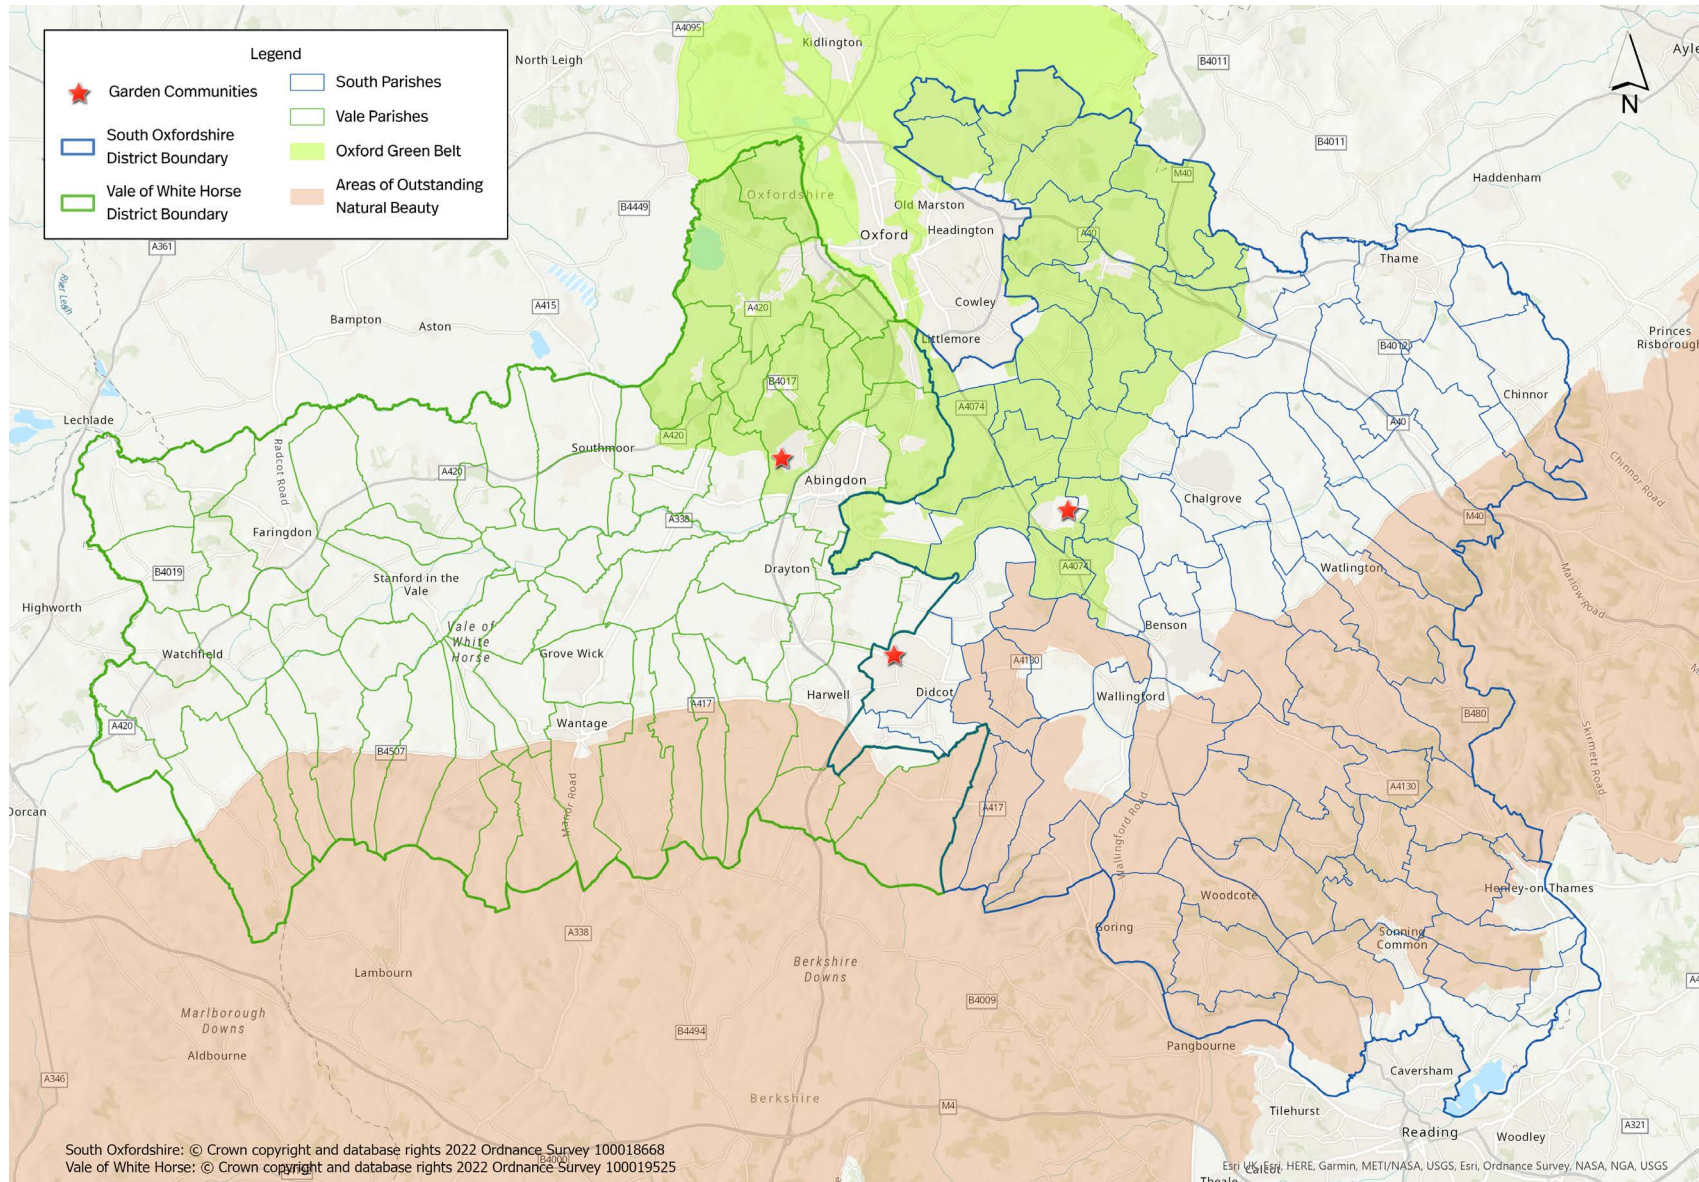 Legend
Garden Communities
South Oxfordshire
District Boundary
Vale of White Horse
District Boundary
South Parishes
Vale Parishes
Oxford Green Belt
Areas of Outstanding
Natural Beauty
N
A4095
Kidlington
North Leigh
B4011
Ayle
B4011
Haddenham
M40
Oxfordshire
B4449
Old Marston
Oxford
Headington
A40
A361
River Leach
Thame
A415
Bampton
Aston
A420
Cowley
Littlemore
Princes
Risborough
B4012
B4017
Chinnor
A4074
A40
Lechlade
A420
Southmoor
Radcot Road
A420
Abingdon
Chinnor Road
Chalgrove
A338
M40
Faringdon
B4019
Stanford in the
Vale
Drayton
A4074
Watlington
Marlow Road
Highworth
Vale of
White
Horse
Benson
Watchfield
Grove Wick
A4130
Harwell
Didcot
Wallingford
A417
B480
A420
Wantage
B4507
Skirmett Road
Manor Road
A4130
Dorcan
A417
Wallingford Road
Woodcote
Henley-on-Thames
Goring
A338
Sonning
Common
Berkshire
Downs
Lambourn
B4009
Marlborough
Downs
B4494
Aldbourne
Pangbourne
Caversham
A346
Berkshire
M4
Tilehurst
Reading
Woodley
A321
South Oxfordshire: © Crown copyright and database rights 2022 Ordnance Survey 100018668
Vale of White Horse: © Crown copyright and database rights 2022 Ordnance Survey 100019525
B4000
Calcot
Theale
Esri UK, Esri, HERE, Garmin, METI/NASA, USGS, Esri, Ordnance Survey, NASA, NGA, USGS